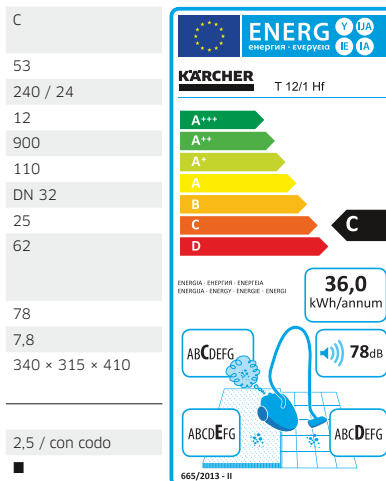 C
53
240 / 24
12
900
110
DN 32
25
62
78
7,8
340 × 315 × 410
2,5 / con codo
■
ENERG
Y IJA
IE IA
енергия · ενεργεια
KÄRCHER
T 12/1 Hf
A+++
A++
A+
A
B
C
D
C
ENERGIA · ЕНЕРГИЯ · ΕΝΕΡΓΕΙΑ
ENERGIJA · ENERGY · ENERGIE · ENERGI
36,0
kWh/annum
78dB
ABCDEFG
ABCDEFG
ABCDEFG
665/2013 - II